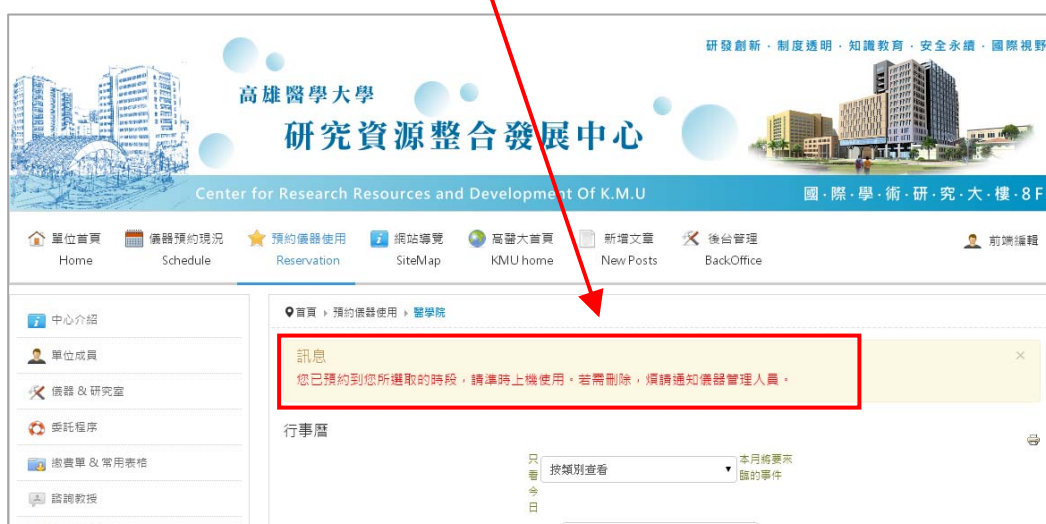 研發創新 · 制度透明 · 知識教育 · 安全永續 · 國際視野
高雄醫學大學
研究資源整合發展中心
Center for Research Resources and Development Of K.M.U
國·際·學·術·研·究·大·樓·8F
單位首頁 儀器預約現況 預約儀器使用 網站導覽 高醫大首頁 新增文章 後台管理 前端編輯
Home Schedule Reservation SiteMap KMU home New Posts BackOffice
中心介紹
單位成員
儀器 & 研究室
委託程序
繳費單 & 常用表格
諮詢教授
首頁 ▸ 預約儀器使用 ▸ 醫學院
訊息 ×
您已預約到您所選取的時段，請準時上機使用。若需刪除，煩請通知儀器管理人員。
行事曆
只看今日
按類別查看
本月將要來
臨的事件